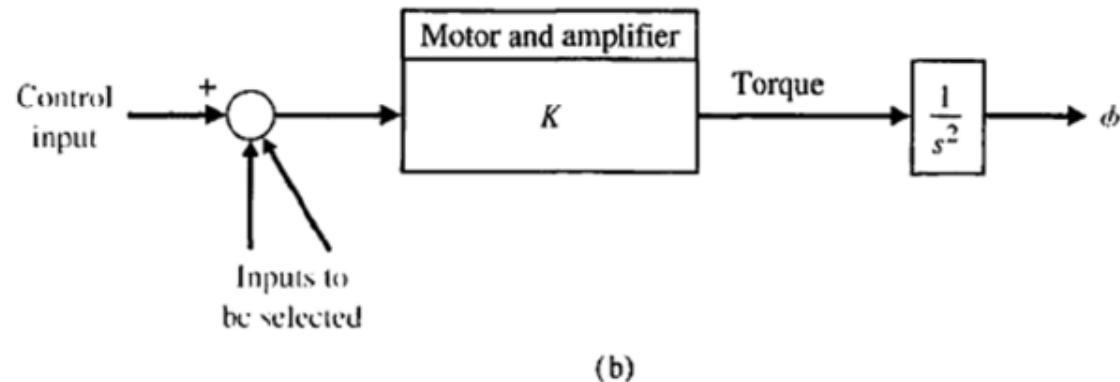 Motor and amplifier
Control
input
+
K
Torque
1
s²
ϕ
Inputs to
be selected
(b)